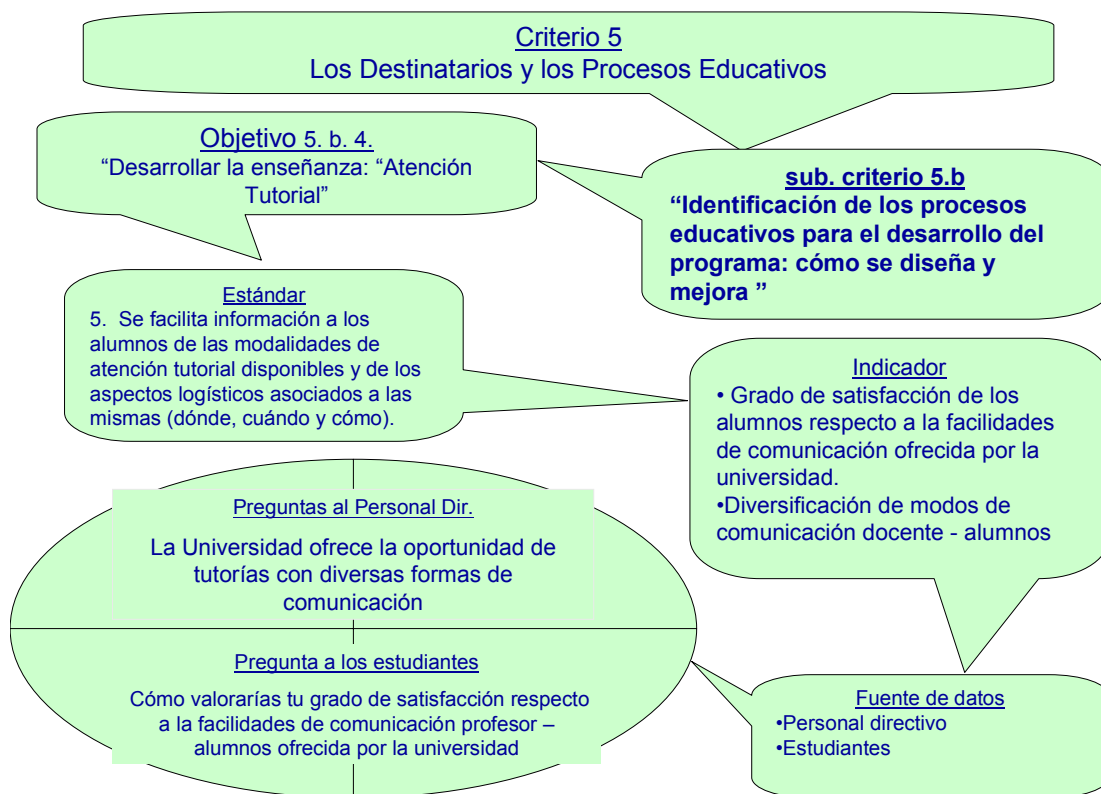 Criterio 5
Los Destinatarios y los Procesos Educativos
Objetivo 5. b. 4.
“Desarrollar la enseñanza: “Atención
Tutorial”
sub. criterio 5.b
“Identificación de los procesos
educativos para el desarrollo del
programa: cómo se diseña y
mejora ”
Estándar
5. Se facilita información a los
alumnos de las modalidades de
atención tutorial disponibles y de los
aspectos logísticos asociados a las
mismas (dónde, cuándo y cómo).
Indicador
• Grado de satisfacción de los
alumnos respecto a la facilidades
de comunicación ofrecida por la
universidad.
•Diversificación de modos de
comunicación docente - alumnos
Preguntas al Personal Dir.
La Universidad ofrece la oportunidad de
tutorías con diversas formas de
comunicación
Pregunta a los estudiantes
Cómo valorarías tu grado de satisfacción respecto
a la facilidades de comunicación profesor –
alumnos ofrecida por la universidad
Fuente de datos
•Personal directivo
•Estudiantes